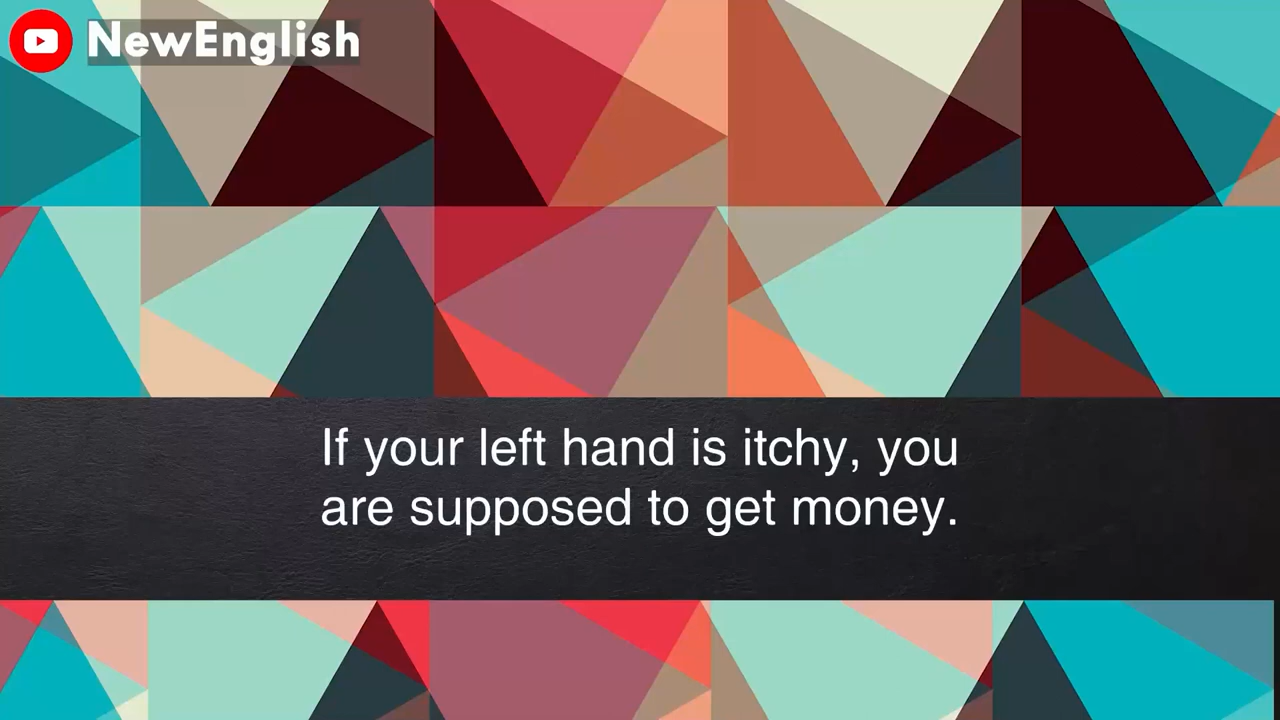 NewEnglish
If your left hand is itchy, you
are supposed to get money.